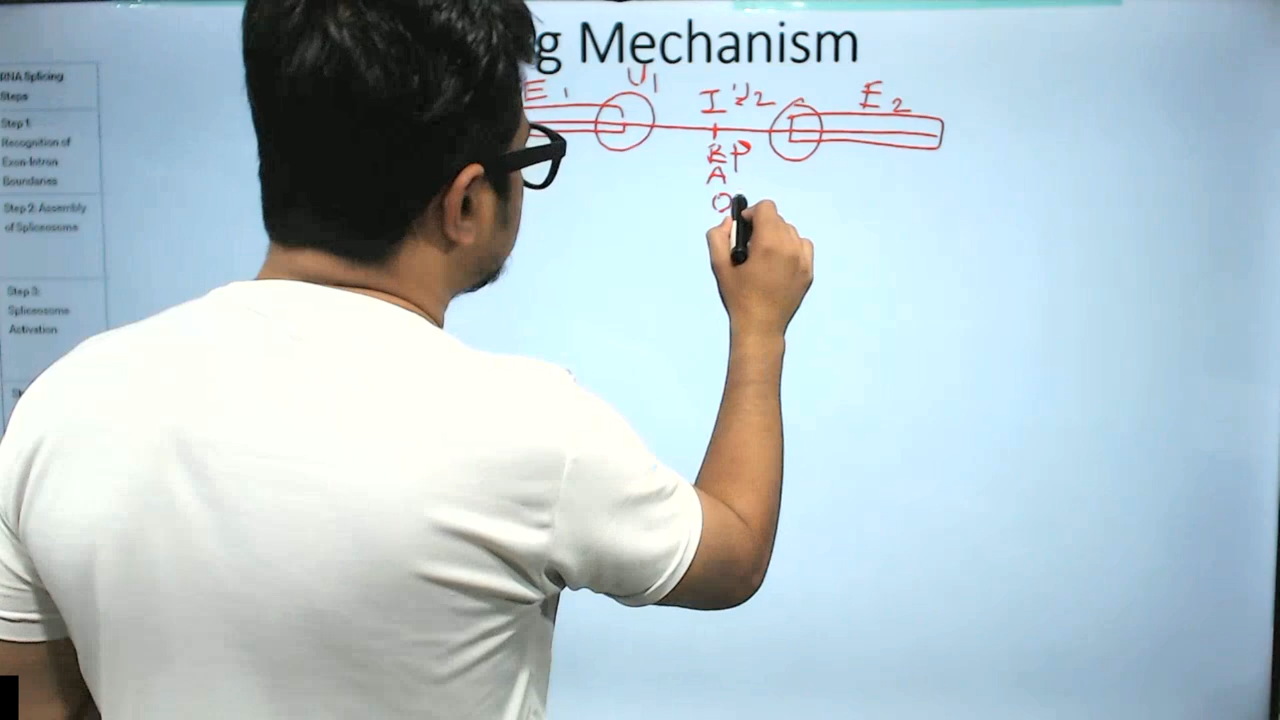 g Mechanism
RNA Splicing
Steps
Step 1:
Recognition of
Exon-Intron
Boundaries
Step 2: Assembly
of Spliceosome
Step 3:
Spliceosome
Activation
E1 U1 I U2 E2
BP
A
O